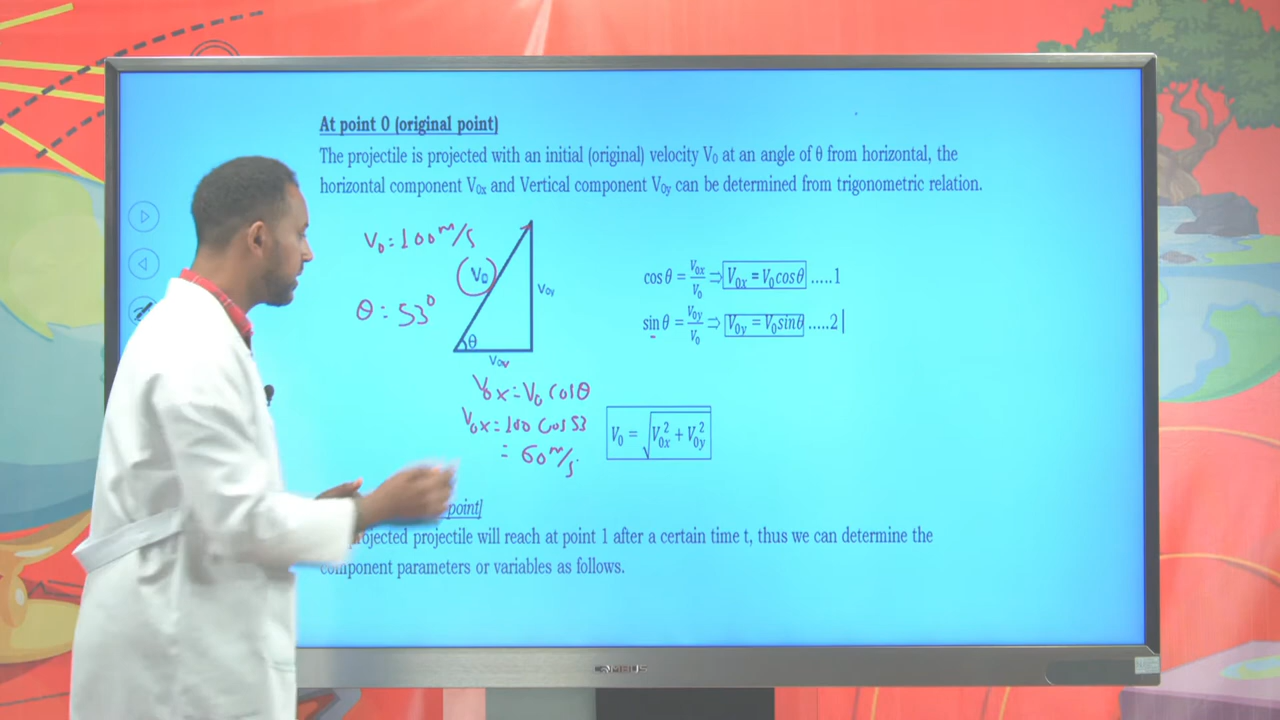 At point 0 (original point)
The projectile is projected with an initial (original) velocity V₀ at an angle of θ from horizontal, the
horizontal component V₀ₓ and Vertical component V₀y can be determined from trigonometric relation.
V₀ = 100 m/s
V₀
θ = 53°
V₀y
θ
cos θ = V₀ₓ/V₀ ⇒ V₀ₓ = V₀cosθ .....1
sin θ = V₀y/V₀ ⇒ V₀y = V₀sinθ .....2
V₀ₓ = V₀ cosθ
V₀ₓ = 100 cos 53
= 60 m/s
V₀ = √(V₀ₓ² + V₀y²)
point]
projected projectile will reach at point 1 after a certain time t, thus we can determine the
component parameters or variables as follows.